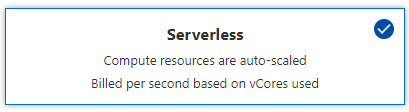 Serverless
Compute resources are auto-scaled
Billed per second based on vCores used